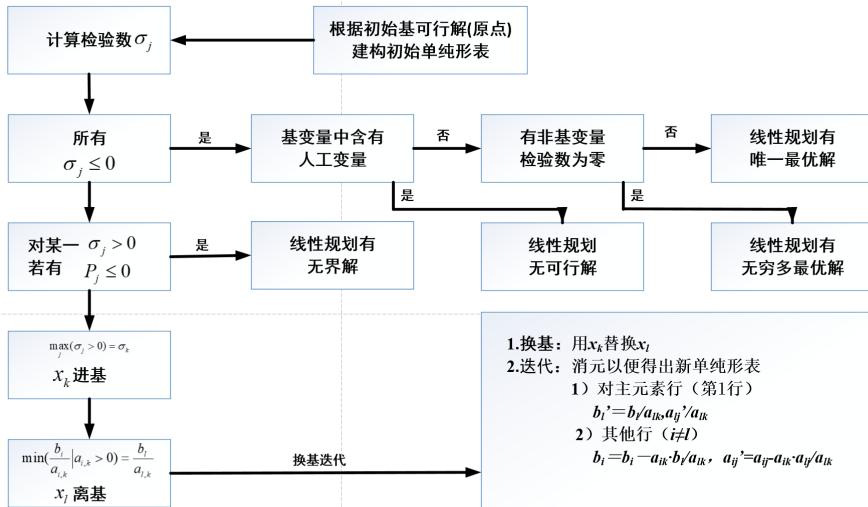 计算检验数σⱼ
根据初始基可行解(原点)
建构初始单纯形表
所有
σⱼ ≤ 0
是
基变量中含有
人工变量
否
有非基变量
检验数为零
否
线性规划有
唯一最优解
是
是
对某一 σⱼ > 0
若有 Pⱼ ≤ 0
是
线性规划有
无界解
线性规划
无可行解
线性规划有
无穷多最优解
max(σⱼ > 0) = σₖ
j
xₖ 进基
min(bᵢ/aᵢ,ₖ | aᵢ,ₖ > 0) = bₗ/aₗ,ₖ
xₗ 离基
换基迭代
1.换基：用xₖ替换xₗ
2.迭代：消元以便得出新单纯形表
1）对主元素行（第l行）
bₗ’＝bₗ/aₗₖ,aₗⱼ’/aₗₖ
2）其他行（i≠l）
bᵢ＝bᵢ－aᵢₖ·bₗ/aₗₖ，aᵢⱼ’=aᵢⱼ-aᵢₖ·aₗⱼ/aₗₖ